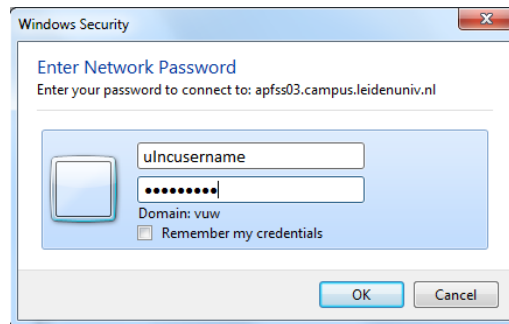 Windows Security
Enter Network Password
Enter your password to connect to: apfss03.campus.leidenuniv.nl
ulncusername
•••••••••
Domain: vuw
Remember my credentials
OK
Cancel